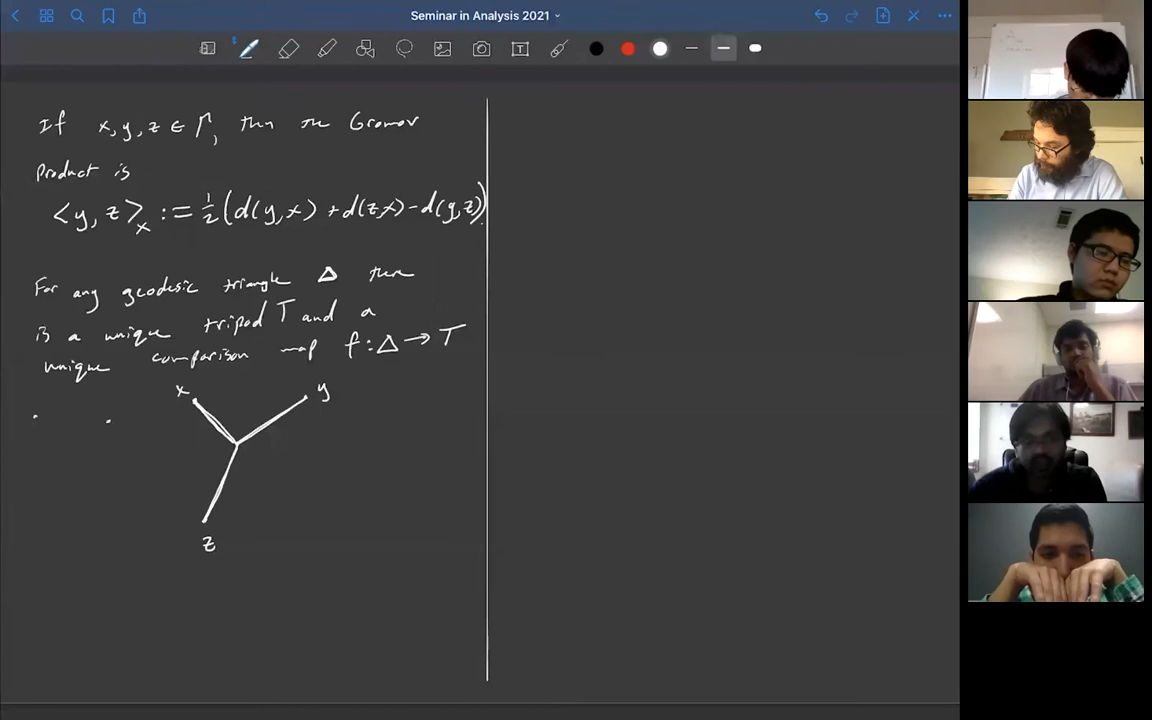 Seminar in Analysis 2021
If x, y, z ∈ Γ, then the Gromov
Product is
<y, z>_x := 1/2 (d(y,x) + d(z,x) - d(y,z))
For any geodesic triangle Δ there
is a unique tripod T and a
unique comparison map f : Δ → T
x y
z